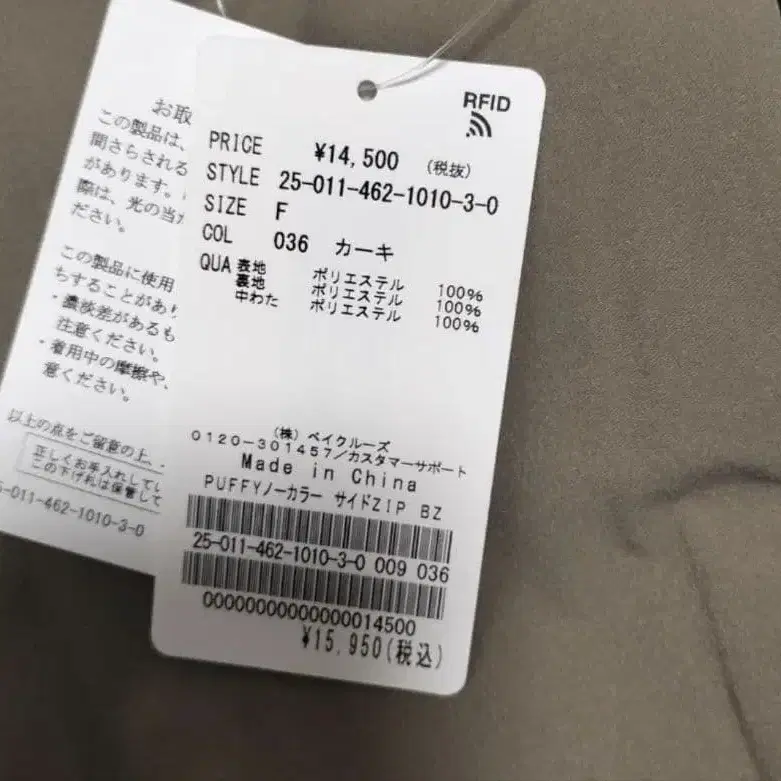 RFID
PRICE ¥14,500 (税抜)
STYLE 25-011-462-1010-3-0
SIZE F
COL 036 カーキ
QUA 表地 ポリエステル 100%
裏地 ポリエステル 100%
中わた ポリエステル 100%
(株) ベイクルーズ
0120-301457/カスタマーサポート
Made in China
PUFFYノーカラー サイドZIP BZ
25-011-462-1010-3-0 009 036
00000000000000014500
¥15,950(税込)
お取
この製品は、
間さらされる
があります。
際は、光の当
ださい。
この製品に使用
ちすることがあり
・濃淡差があるも
注意ください。
・着用中の摩擦や、
意ください。
以上の点をご留意の上、
正しくお手入れしてい
この下げ札は保管して
5-011-462-1010-3-0